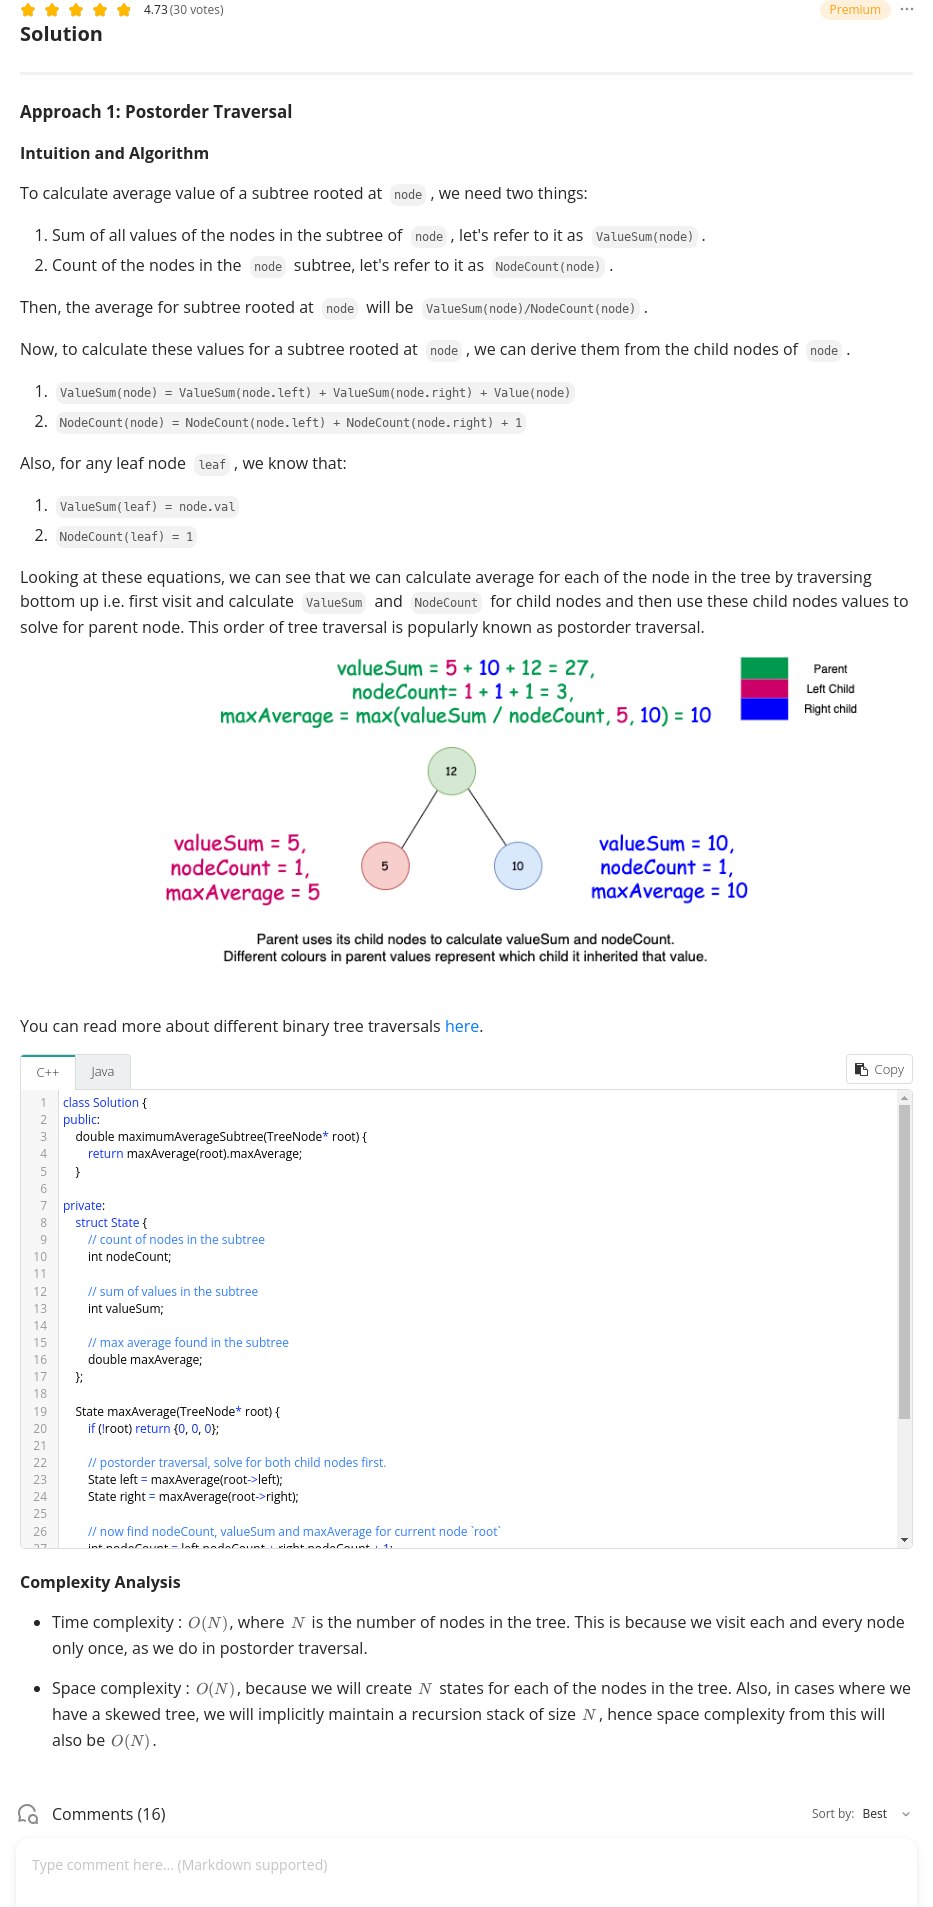 4.73 (30 votes)
Premium
Solution
Approach 1: Postorder Traversal
Intuition and Algorithm
To calculate average value of a subtree rooted at node , we need two things:
1. Sum of all values of the nodes in the subtree of node , let's refer to it as ValueSum(node) .
2. Count of the nodes in the node subtree, let's refer to it as NodeCount(node) .
Then, the average for subtree rooted at node will be ValueSum(node)/NodeCount(node) .
Now, to calculate these values for a subtree rooted at node , we can derive them from the child nodes of node .
1. ValueSum(node) = ValueSum(node.left) + ValueSum(node.right) + Value(node)
2. NodeCount(node) = NodeCount(node.left) + NodeCount(node.right) + 1
Also, for any leaf node leaf , we know that:
1. ValueSum(leaf) = node.val
2. NodeCount(leaf) = 1
Looking at these equations, we can see that we can calculate average for each of the node in the tree by traversing
bottom up i.e. first visit and calculate ValueSum and NodeCount for child nodes and then use these child nodes values to
solve for parent node. This order of tree traversal is popularly known as postorder traversal.
valueSum = 5 + 10 + 12 = 27,
nodeCount= 1 + 1 + 1 = 3,
maxAverage = max(valueSum / nodeCount, 5, 10) = 10
Parent
Left Child
Right child
12
valueSum = 5,
nodeCount = 1,
maxAverage = 5
5
10
valueSum = 10,
nodeCount = 1,
maxAverage = 10
Parent uses its child nodes to calculate valueSum and nodeCount.
Different colours in parent values represent which child it inherited that value.
You can read more about different binary tree traversals here.
C++
Java
Copy
1 class Solution {
2 public:
3 double maximumAverageSubtree(TreeNode* root) {
4 return maxAverage(root).maxAverage;
5 }
6
7 private:
8 struct State {
9 // count of nodes in the subtree
10 int nodeCount;
11
12 // sum of values in the subtree
13 int valueSum;
14
15 // max average found in the subtree
16 double maxAverage;
17 };
18
19 State maxAverage(TreeNode* root) {
20 if (!root) return {0, 0, 0};
21
22 // postorder traversal, solve for both child nodes first.
23 State left = maxAverage(root->left);
24 State right = maxAverage(root->right);
25
26 // now find nodeCount, valueSum and maxAverage for current node `root`
27 int nodeCount = left.nodeCount + right.nodeCount + 1;
Complexity Analysis
Time complexity : O(N), where N is the number of nodes in the tree. This is because we visit each and every node
only once, as we do in postorder traversal.
Space complexity : O(N), because we will create N states for each of the nodes in the tree. Also, in cases where we
have a skewed tree, we will implicitly maintain a recursion stack of size N, hence space complexity from this will
also be O(N).
Comments (16)
Sort by: Best
Type comment here... (Markdown supported)